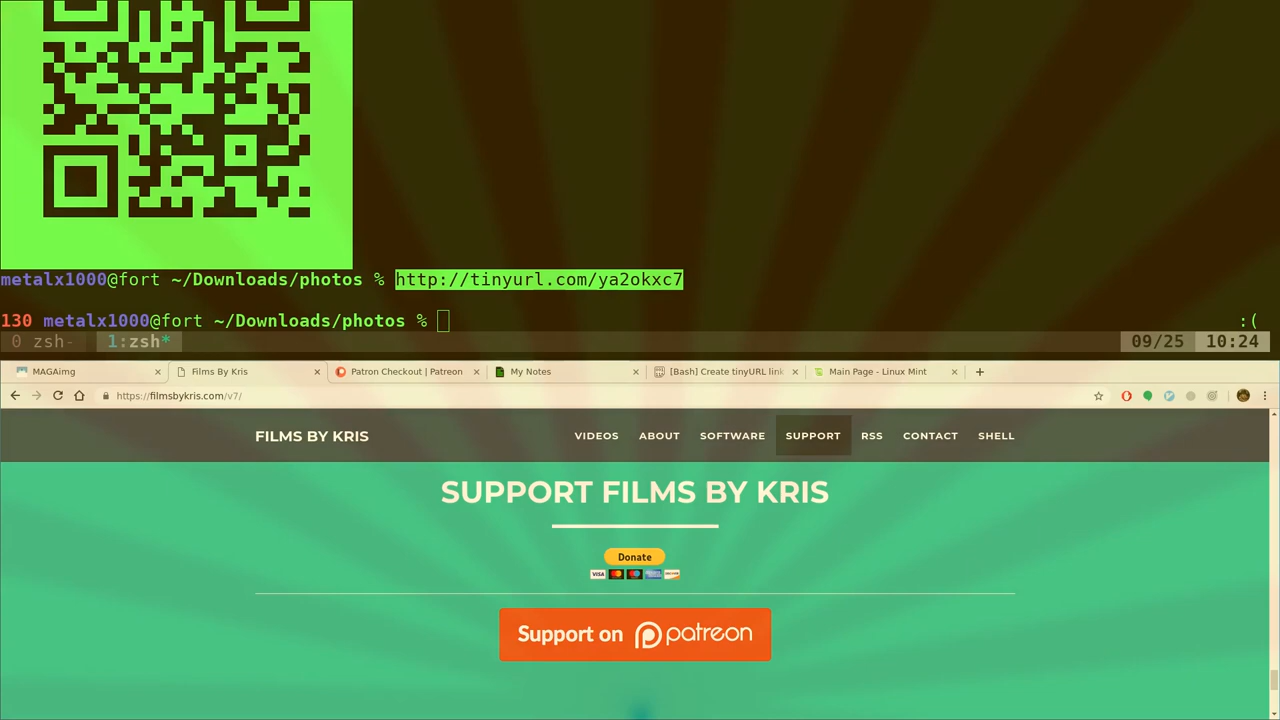 metalx1000@fort ~/Downloads/photos % http://tinyurl.com/ya2okxc7
130 metalx1000@fort ~/Downloads/photos % :(
0 zsh- 1:zsh* 09/25 10:24
MAGAimg Films By Kris Patron Checkout | Patreon My Notes [Bash] Create tinyURL link Main Page - Linux Mint
https://filmsbykris.com/v7/
FILMS BY KRIS VIDEOS ABOUT SOFTWARE SUPPORT RSS CONTACT SHELL
SUPPORT FILMS BY KRIS
Donate
VISA
Support on patreon